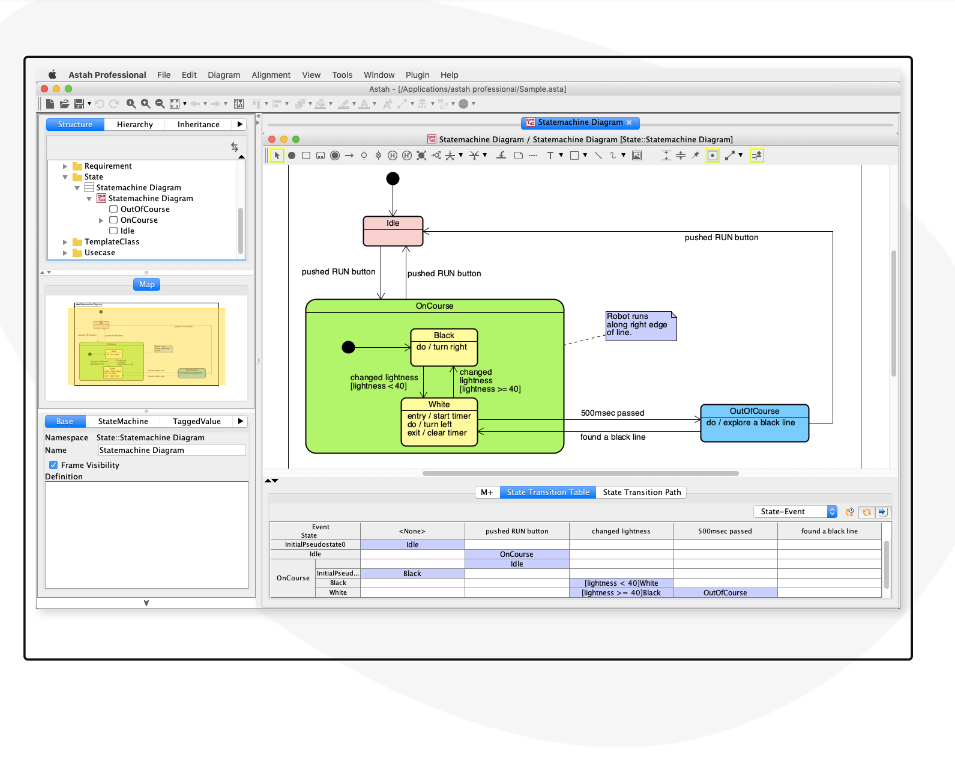 Astah Professional File Edit Diagram Alignment View Tools Window Plugin Help
Astah - [/Applications/astah professional/Sample.asta]
Structure Hierarchy Inheritance
Requirement
State
Statemachine Diagram
Statemachine Diagram
OutOfCourse
OnCourse
Idle
TemplateClass
Usecase
Map
Base StateMachine TaggedValue
Namespace State::Statemachine Diagram
Name Statemachine Diagram
Frame Visibility
Definition
Statemachine Diagram ×
Statemachine Diagram / Statemachine Diagram [State::Statemachine Diagram]
Idle
pushed RUN button
pushed RUN button
pushed RUN button
OnCourse
Robot runs
along right edge
of line.
Black
do / turn right
changed lightness
[lightness < 40]
changed
lightness
[lightness >= 40]
White
entry / start timer
do / turn left
exit / clear timer
500msec passed
found a black line
OutOfCourse
do / explore a black line
M+ State Transition Table State Transition Path
State-Event
Event
State
<None> pushed RUN button changed lightness 500msec passed found a black line
InitialPseudostate0 Idle
Idle OnCourse
Idle
OnCourse
InitialPseud... Black
Black [lightness < 40]White
White [lightness >= 40]Black OutOfCourse